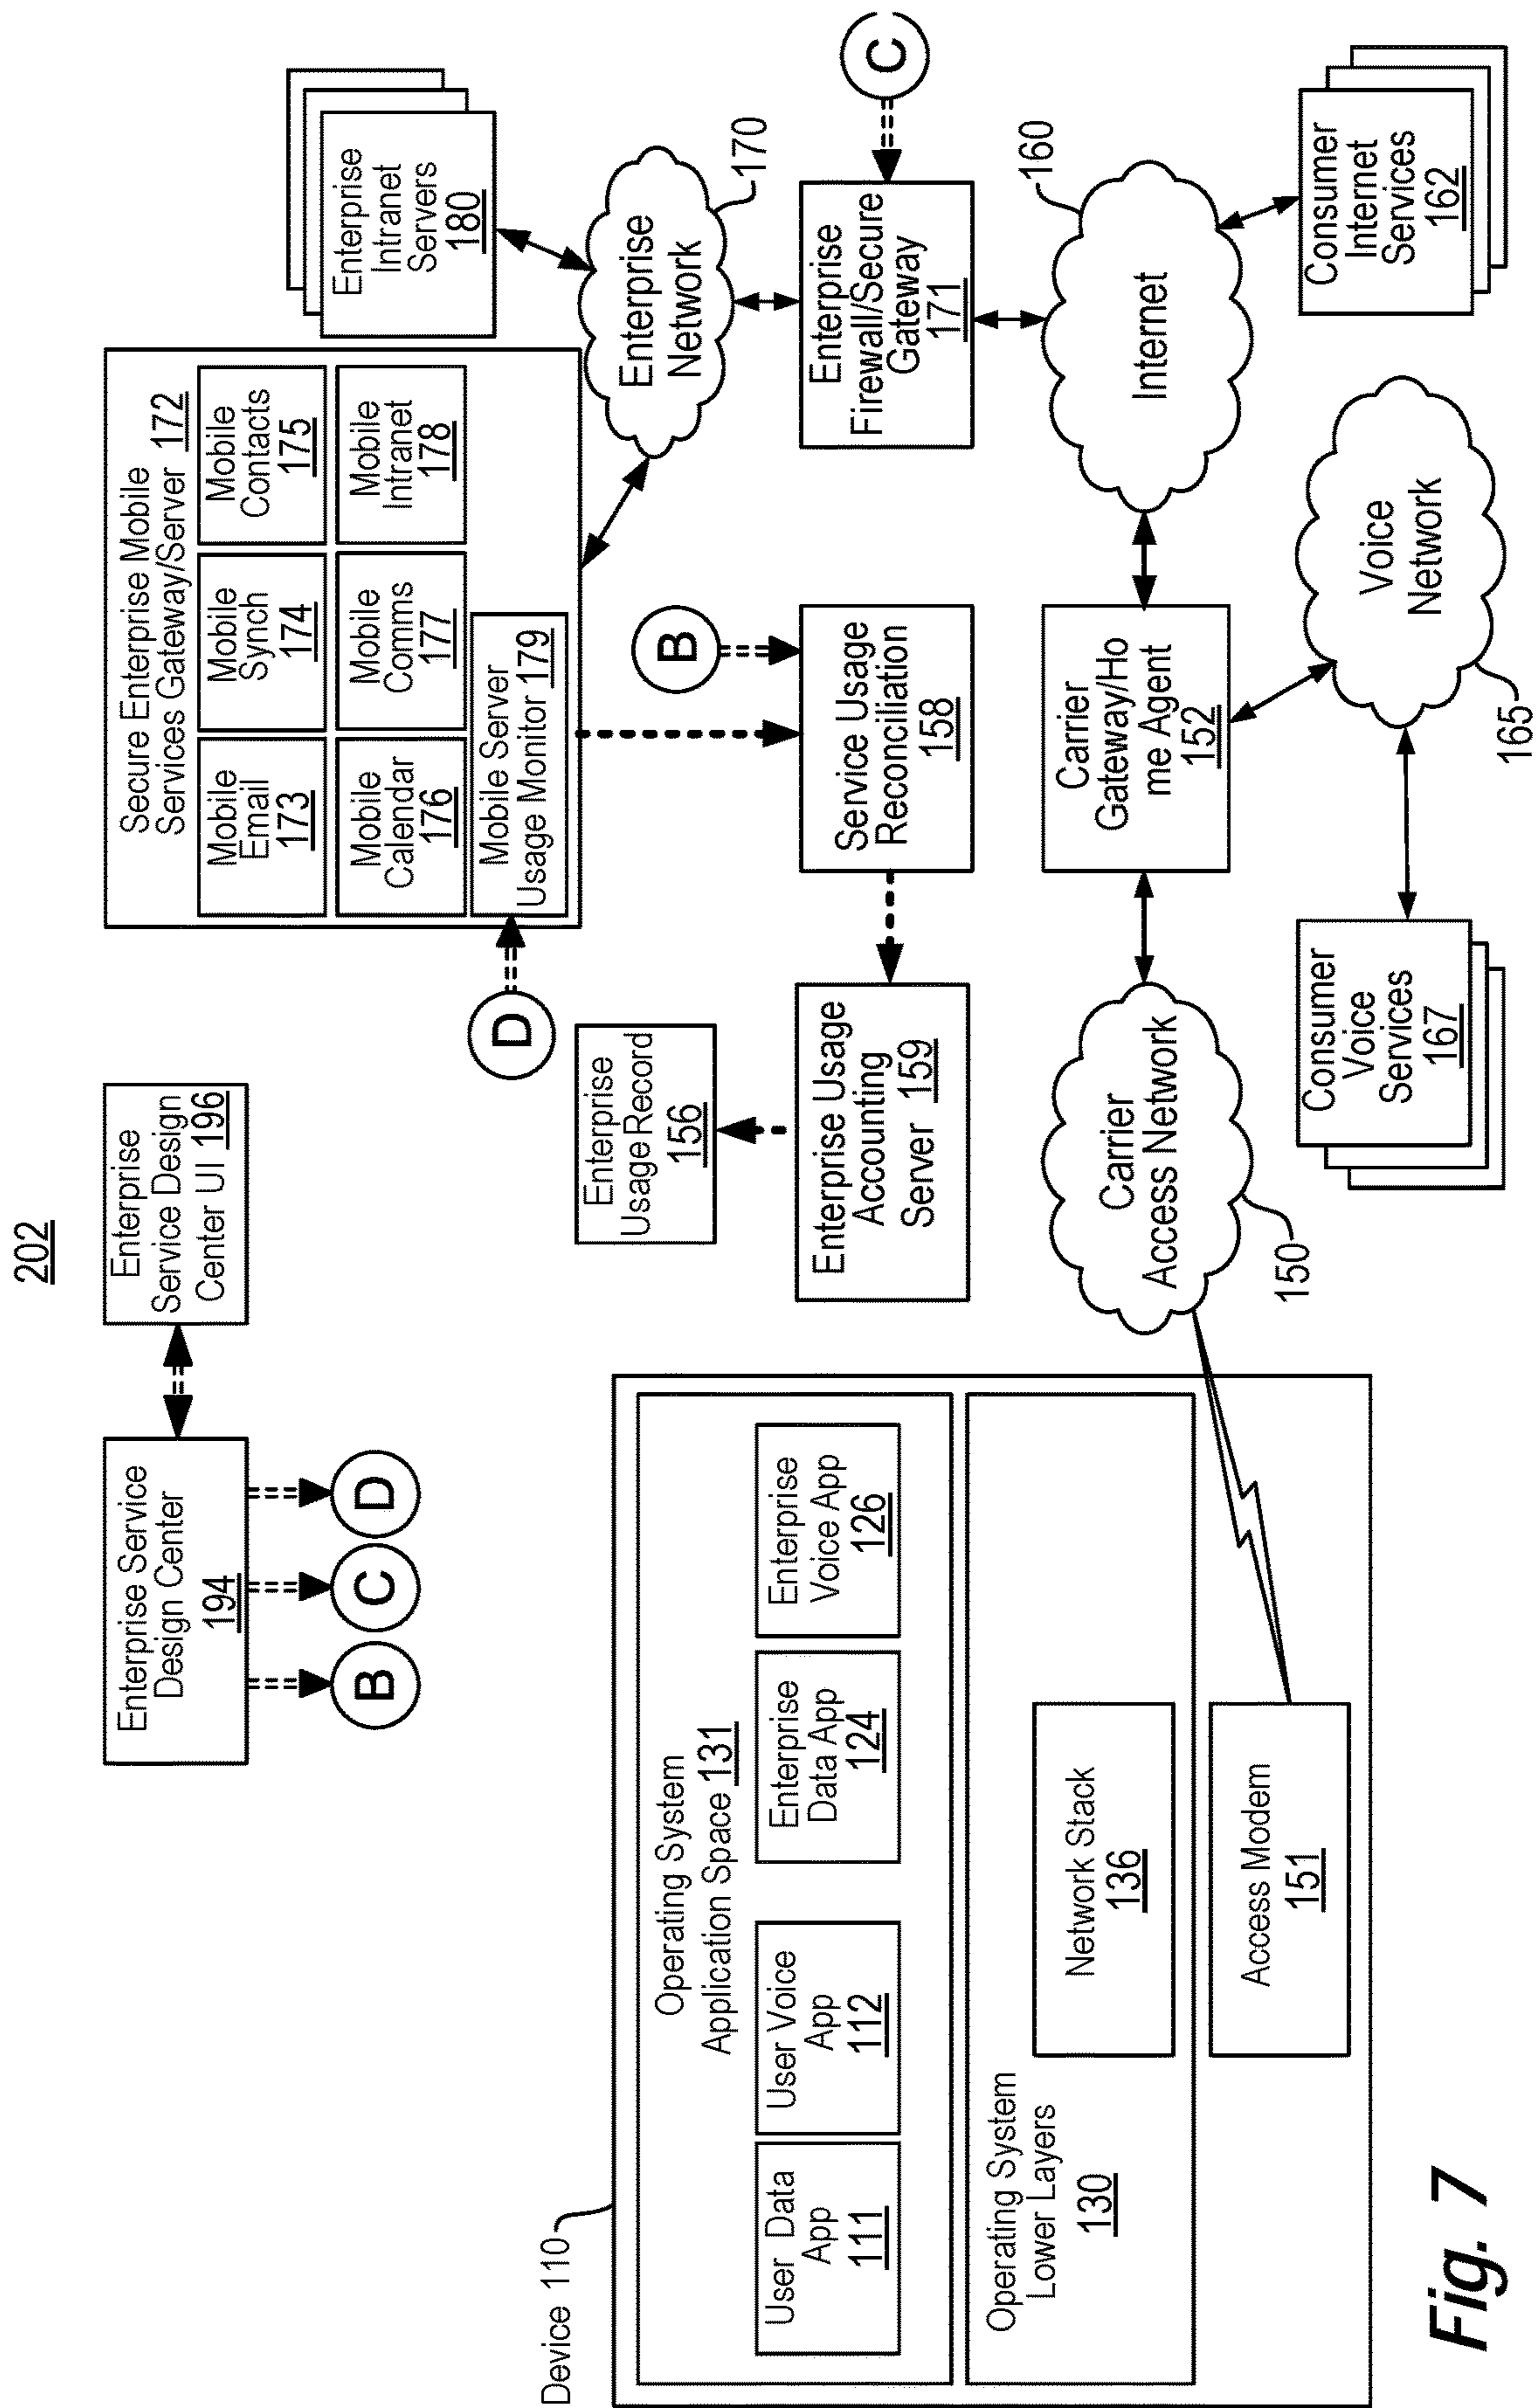 202
Enterprise Service
Design Center
194
Enterprise
Service Design
Center UI 196
B
C
D
Secure Enterprise Mobile
Services Gateway/Server 172
Mobile
Email
173
Mobile
Synch
174
Mobile
Contacts
175
Mobile
Calendar
176
Mobile
Comms
177
Mobile
Intranet
178
Mobile Server
Usage Monitor 179
D
Enterprise
Intranet
Servers
180
Enterprise
Network
170
Enterprise
Usage Record
156
B
Enterprise Usage
Accounting
Server 159
Service Usage
Reconciliation
158
Enterprise
Firewall/Secure
Gateway
171
C
Device 110
Operating System
Application Space 131
User Data
App
111
User Voice
App
112
Enterprise
Data App
124
Enterprise
Voice App
126
Operating System
Lower Layers
130
Network Stack
136
Access Modem
151
Carrier
Access Network
150
Carrier
Gateway/Ho
me Agent
152
Internet
160
Consumer
Voice
Services
167
Voice
Network
165
Consumer
Internet
Services
162
Fig. 7